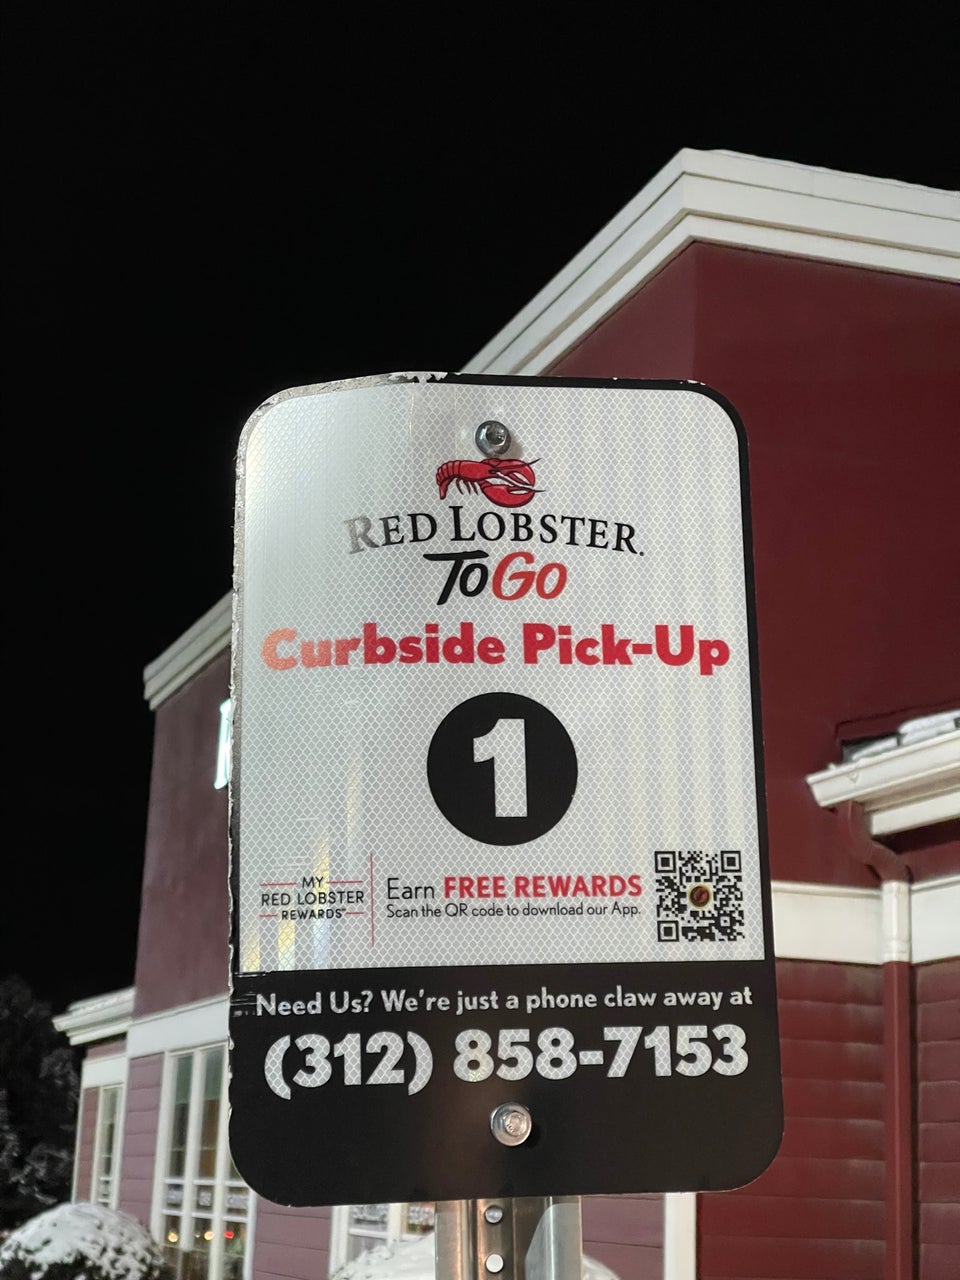 RED LOBSTER.
TOGO
Curbside Pick-Up
1
MY
RED LOBSTER
REWARDS℠
Earn FREE REWARDS
Scan the QR code to download our App.
Need Us? We're just a phone claw away at
(312) 858-7153